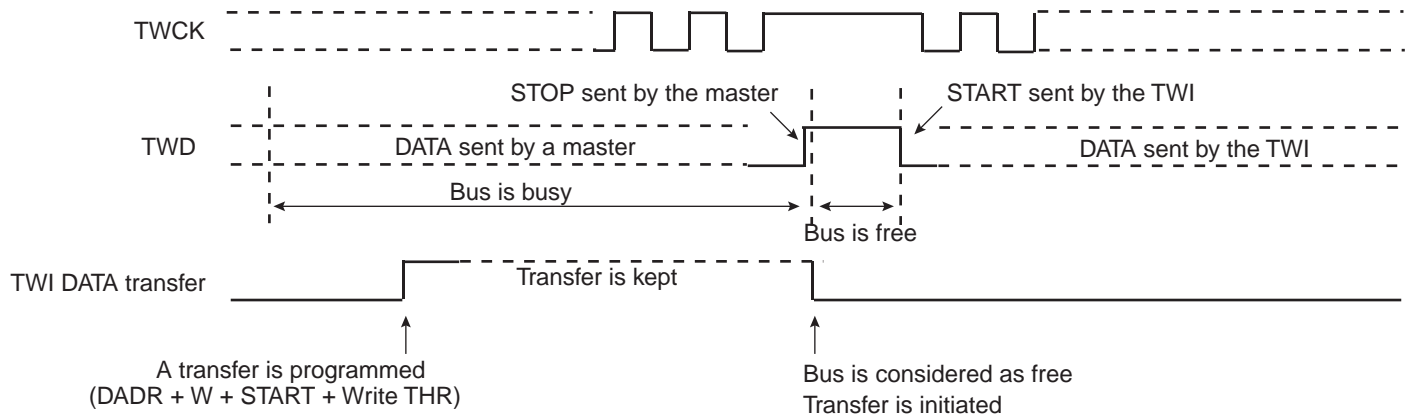 TWCK
STOP sent by the master
START sent by the TWI
TWD
DATA sent by a master
DATA sent by the TWI
Bus is busy
Bus is free
TWI DATA transfer
Transfer is kept
A transfer is programmed
(DADR + W + START + Write THR)
Bus is considered as free
Transfer is initiated